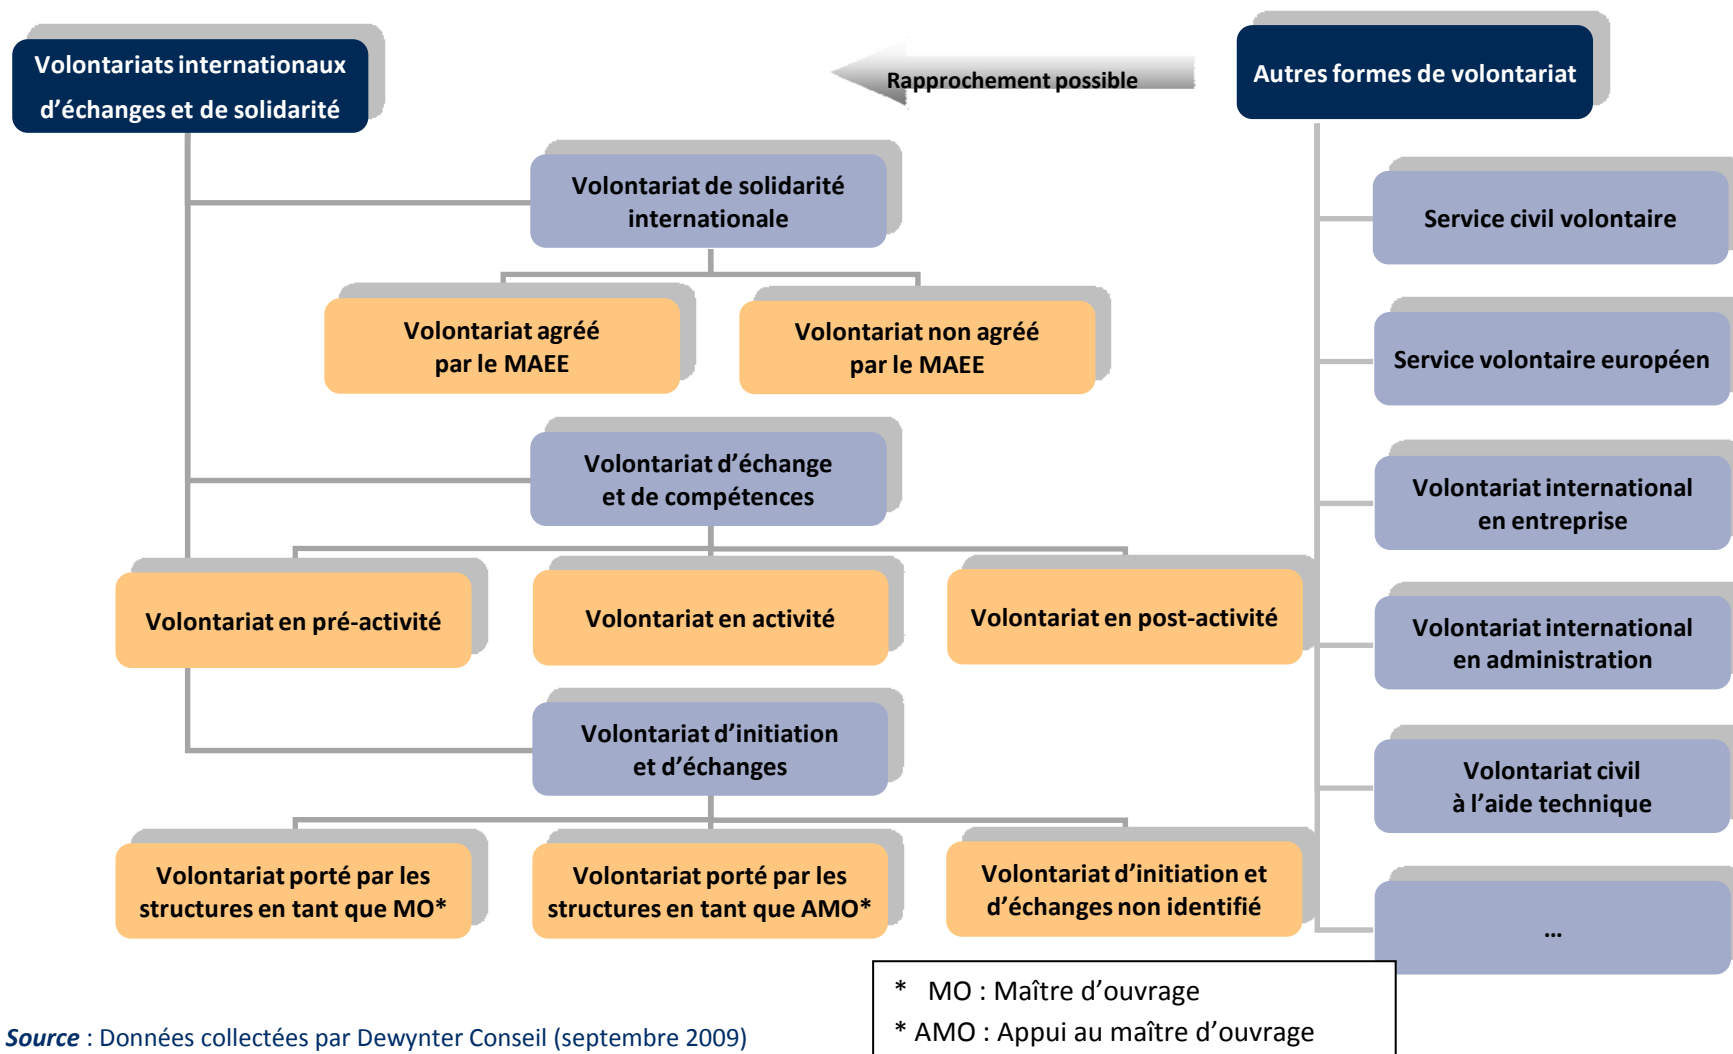 Volontariats internationaux
d’échanges et de solidarité
Rapprochement possible
Autres formes de volontariat
Volontariat de solidarité
internationale
Volontariat agréé
par le MAEE
Volontariat non agréé
par le MAEE
Volontariat d’échange
et de compétences
Volontariat en pré-activité
Volontariat en activité
Volontariat en post-activité
Volontariat d’initiation
et d’échanges
Volontariat porté par les
structures en tant que MO*
Volontariat porté par les
structures en tant que AMO*
Volontariat d’initiation et
d’échanges non identifié
Service civil volontaire
Service volontaire européen
Volontariat international
en entreprise
Volontariat international
en administration
Volontariat civil
à l’aide technique
...
* MO : Maître d’ouvrage
* AMO : Appui au maître d’ouvrage
Source : Données collectées par Dewynter Conseil (septembre 2009)